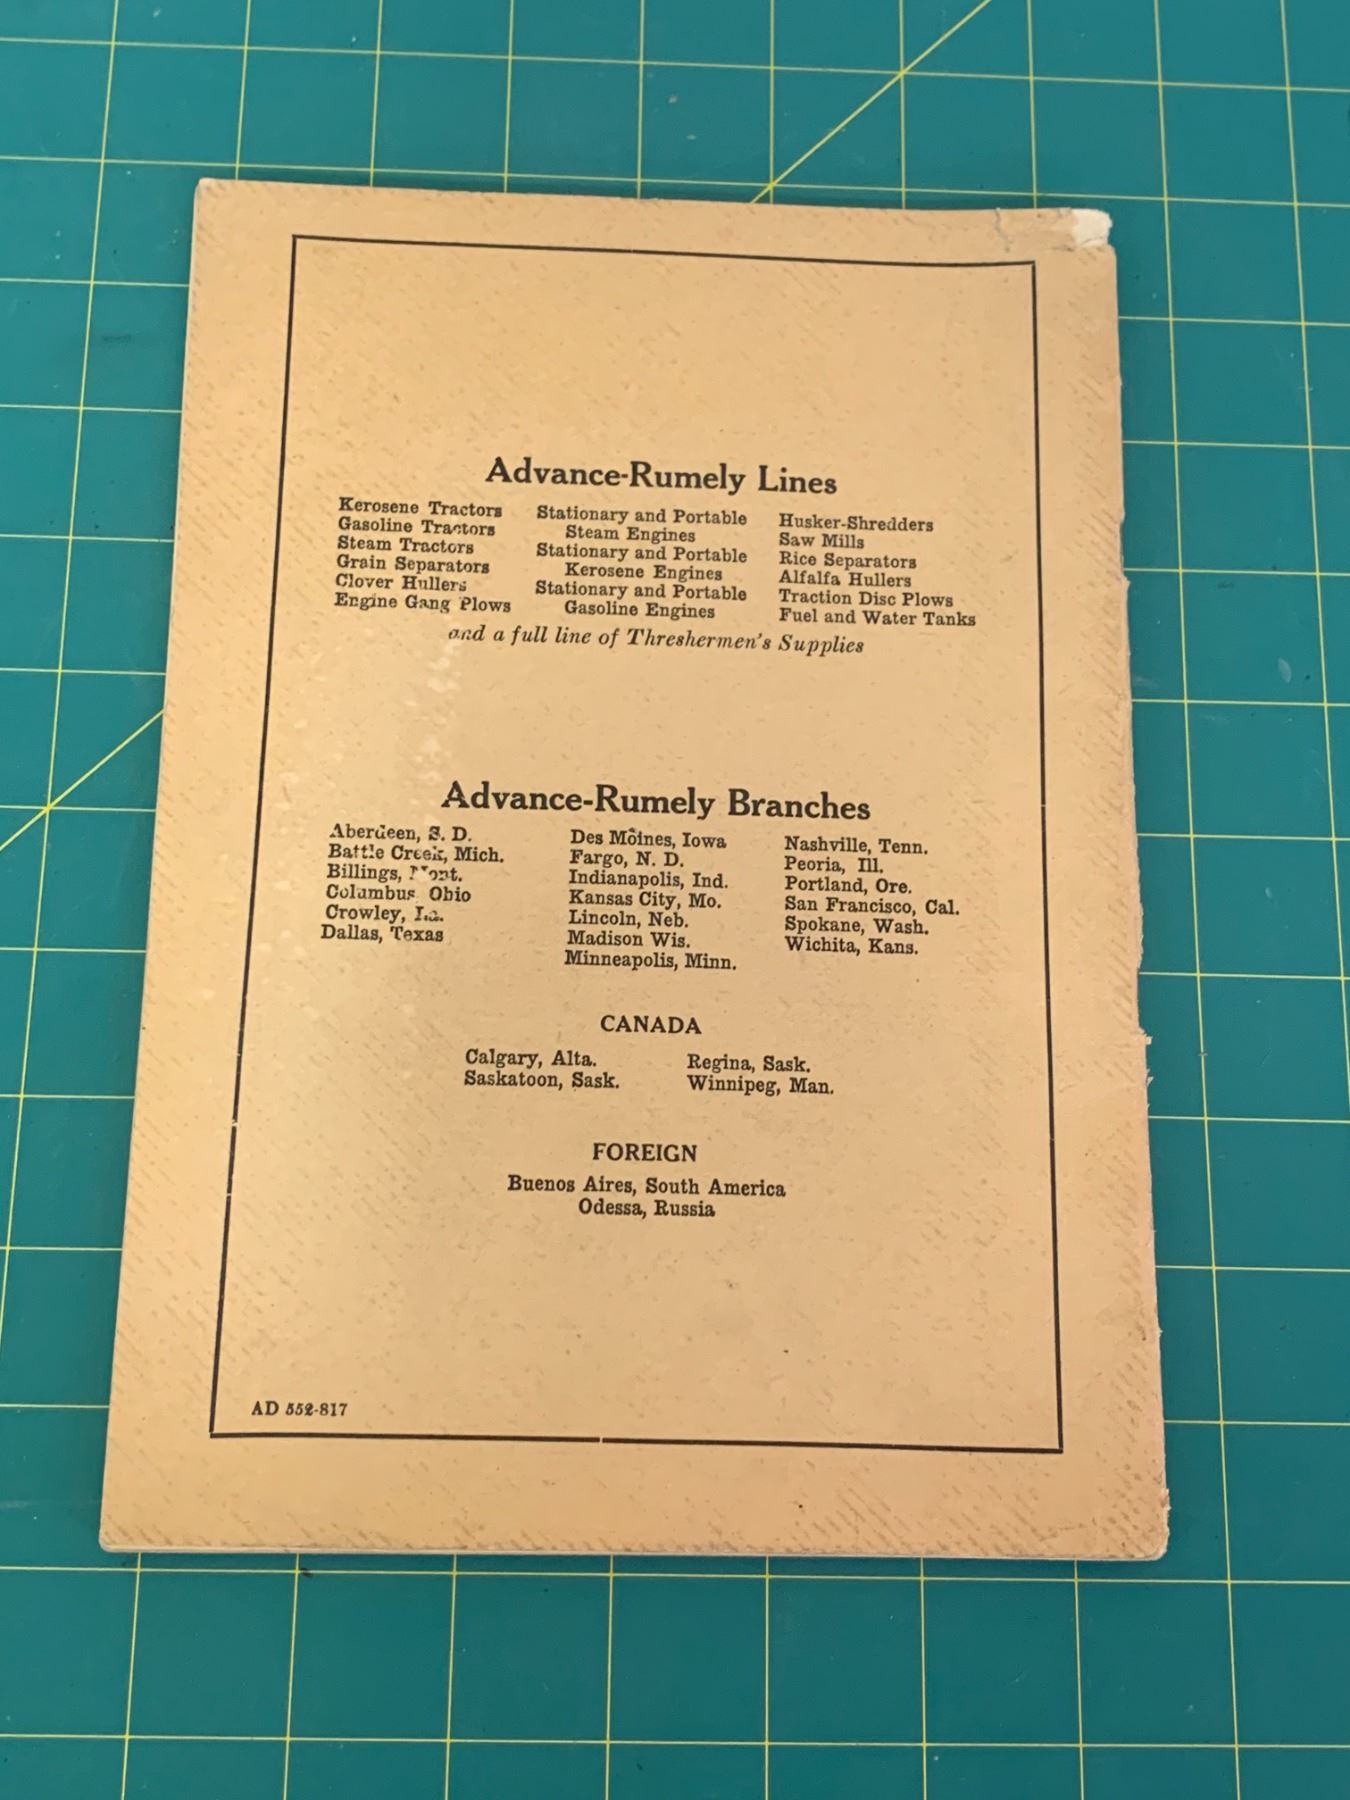 Advance-Rumely Lines
Kerosene Tractors
Gasoline Tractors
Steam Tractors
Grain Separators
Clover Hullers
Engine Gang Plows
Stationary and Portable
Steam Engines
Stationary and Portable
Kerosene Engines
Stationary and Portable
Gasoline Engines
Husker-Shredders
Saw Mills
Rice Separators
Alfalfa Hullers
Traction Disc Plows
Fuel and Water Tanks
and a full line of Threshermen's Supplies
Advance-Rumely Branches
Aberdeen, S. D.
Battle Creek, Mich.
Billings, Mont.
Columbus Ohio
Crowley, La.
Dallas, Texas
Des Moines, Iowa
Fargo, N. D.
Indianapolis, Ind.
Kansas City, Mo.
Lincoln, Neb.
Madison Wis.
Minneapolis, Minn.
Nashville, Tenn.
Peoria, Ill.
Portland, Ore.
San Francisco, Cal.
Spokane, Wash.
Wichita, Kans.
CANADA
Calgary, Alta.
Saskatoon, Sask.
Regina, Sask.
Winnipeg, Man.
FOREIGN
Buenos Aires, South America
Odessa, Russia
AD 552-817